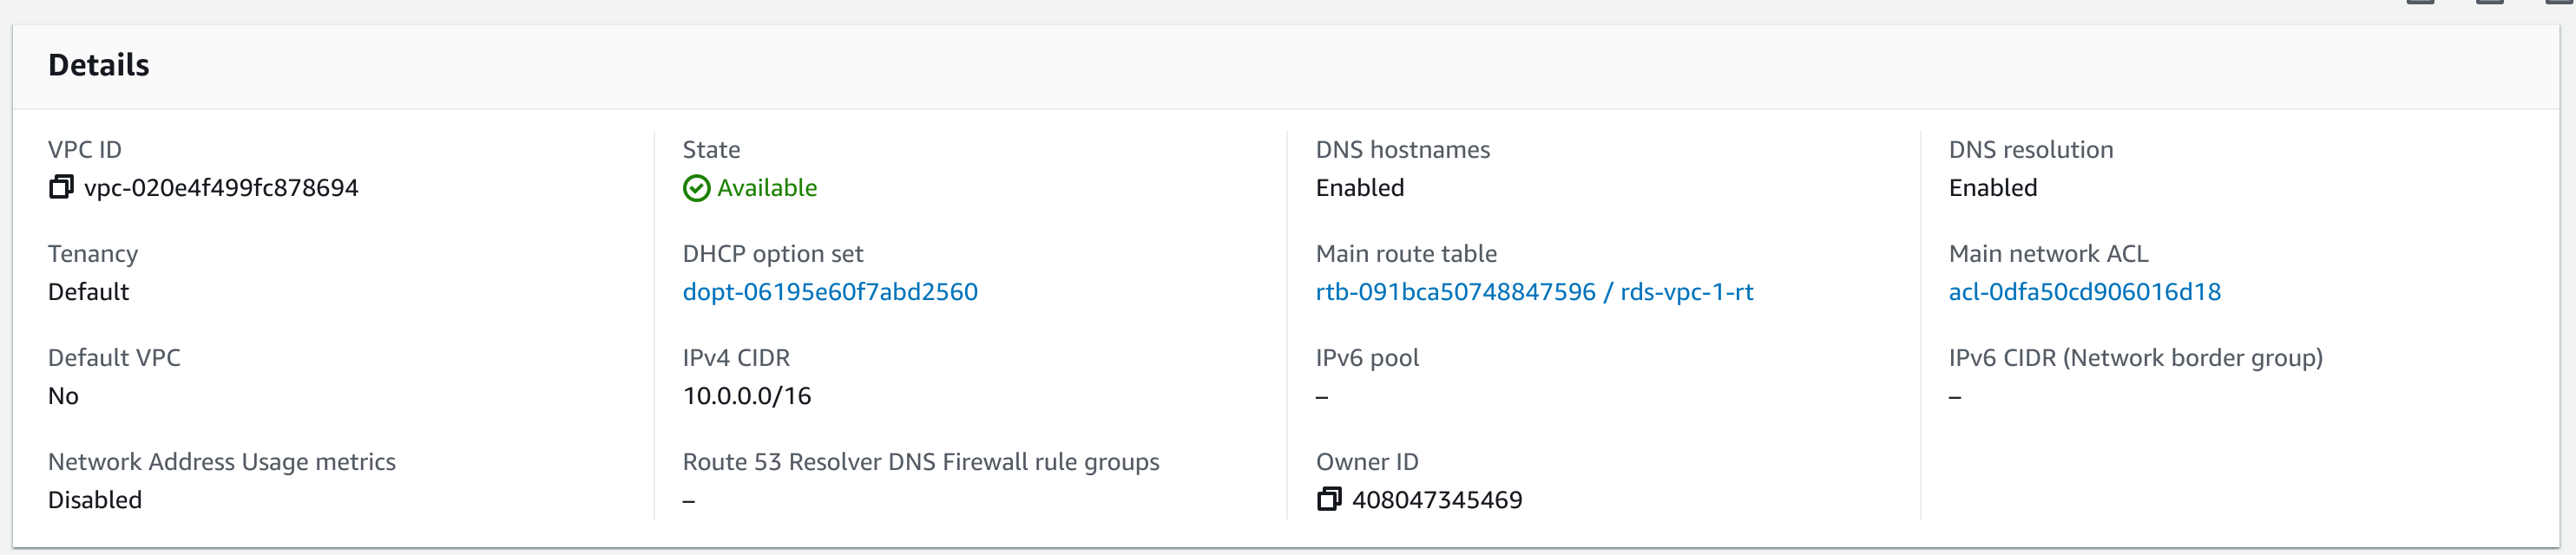 Details
VPC ID
vpc-020e4f499fc878694
State
Available
DNS hostnames
Enabled
DNS resolution
Enabled
Tenancy
Default
DHCP option set
dopt-06195e60f7abd2560
Main route table
rtb-091bca50748847596 / rds-vpc-1-rt
Main network ACL
acl-0dfa50cd906016d18
Default VPC
No
IPv4 CIDR
10.0.0.0/16
IPv6 pool
–
IPv6 CIDR (Network border group)
–
Network Address Usage metrics
Disabled
Route 53 Resolver DNS Firewall rule groups
–
Owner ID
408047345469